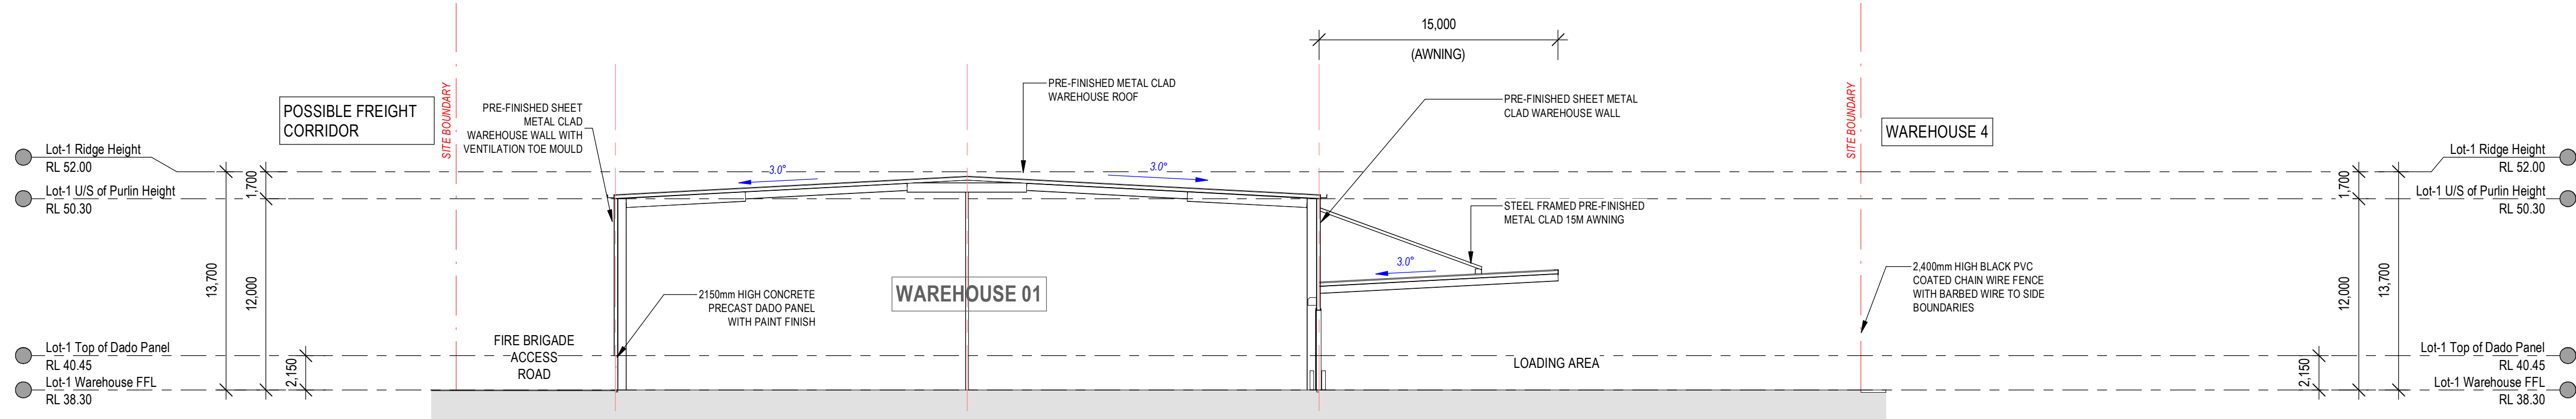 15,000
(AWNING)
POSSIBLE FREIGHT
CORRIDOR
SITE BOUNDARY
PRE-FINISHED SHEET
METAL CLAD
WAREHOUSE WALL WITH
VENTILATION TOE MOULD
PRE-FINISHED METAL CLAD
WAREHOUSE ROOF
PRE-FINISHED SHEET METAL
CLAD WAREHOUSE WALL
SITE BOUNDARY
WAREHOUSE 4
Lot-1 Ridge Height
RL 52.00
Lot-1 U/S of Purlin Height
RL 50.30
1,700
13,700
12,000
3.0°
3.0°
STEEL FRAMED PRE-FINISHED
METAL CLAD 15M AWNING
3.0°
Lot-1 Ridge Height
RL 52.00
Lot-1 U/S of Purlin Height
RL 50.30
1,700
12,000
13,700
2150mm HIGH CONCRETE
PRECAST DADO PANEL
WITH PAINT FINISH
WAREHOUSE 01
2,400mm HIGH BLACK PVC
COATED CHAIN WIRE FENCE
WITH BARBED WIRE TO SIDE
BOUNDARIES
Lot-1 Top of Dado Panel
RL 40.45
Lot-1 Warehouse FFL
RL 38.30
2,150
FIRE BRIGADE
ACCESS
ROAD
LOADING AREA
2,150
Lot-1 Top of Dado Panel
RL 40.45
Lot-1 Warehouse FFL
RL 38.30